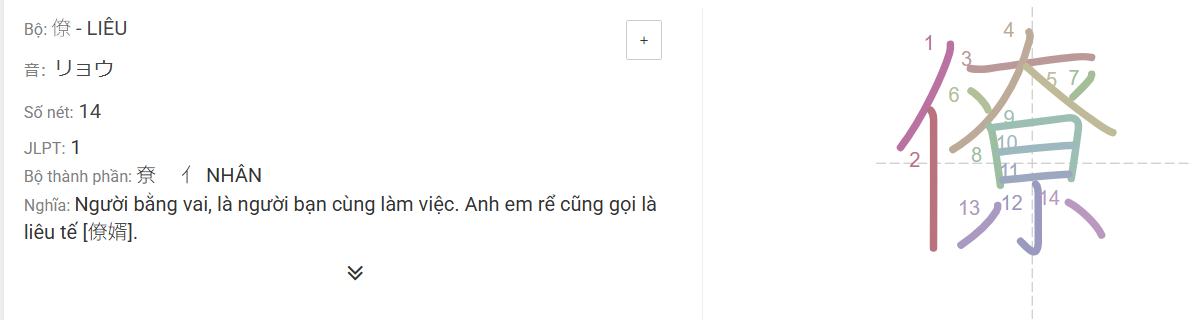 Bộ: 僚 - LIÊU
+
音: リョウ
Số nét: 14
JLPT: 1
Bộ thành phần: 尞 亻 NHÂN
Nghĩa: Người bằng vai, là người bạn cùng làm việc. Anh em rể cũng gọi là
liêu tế [僚婿].
1
2
3
4
5
6
7
8
9
10
11
12
13
14
僚